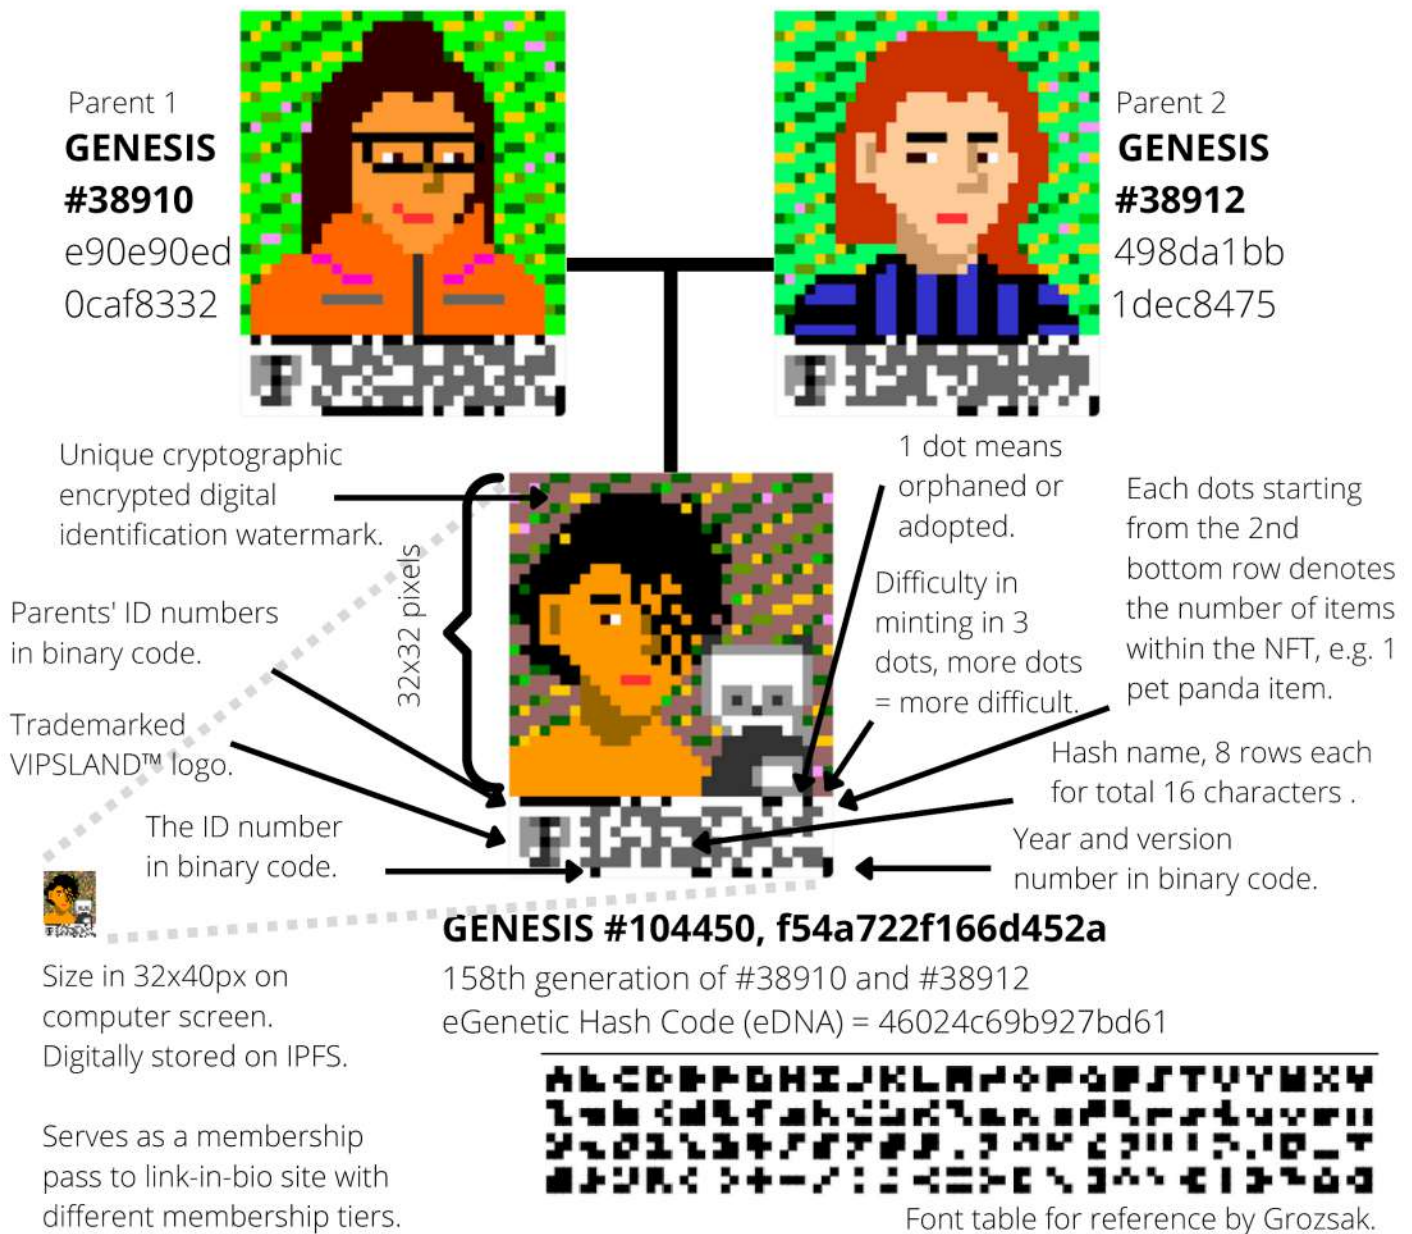 Parent 1
GENESIS
#38910
e90e90ed
0caf8332
Parent 2
GENESIS
#38912
498da1bb
1dec8475
Unique cryptographic
encrypted digital
identification watermark.
32x32 pixels
1 dot means
orphaned or
adopted.
Each dots starting
from the 2nd
bottom row denotes
the number of items
within the NFT, e.g. 1
pet panda item.
Difficulty in
minting in 3
dots, more dots
= more difficult.
Parents' ID numbers
in binary code.
Trademarked
VIPSLAND™ logo.
Hash name, 8 rows each
for total 16 characters .
The ID number
in binary code.
Year and version
number in binary code.
GENESIS #104450, f54a722f166d452a
158th generation of #38910 and #38912
eGenetic Hash Code (eDNA) = 46024c69b927bd61
Size in 32x40px on
computer screen.
Digitally stored on IPFS.
Serves as a membership
pass to link-in-bio site with
different membership tiers.
Font table for reference by Grozsak.